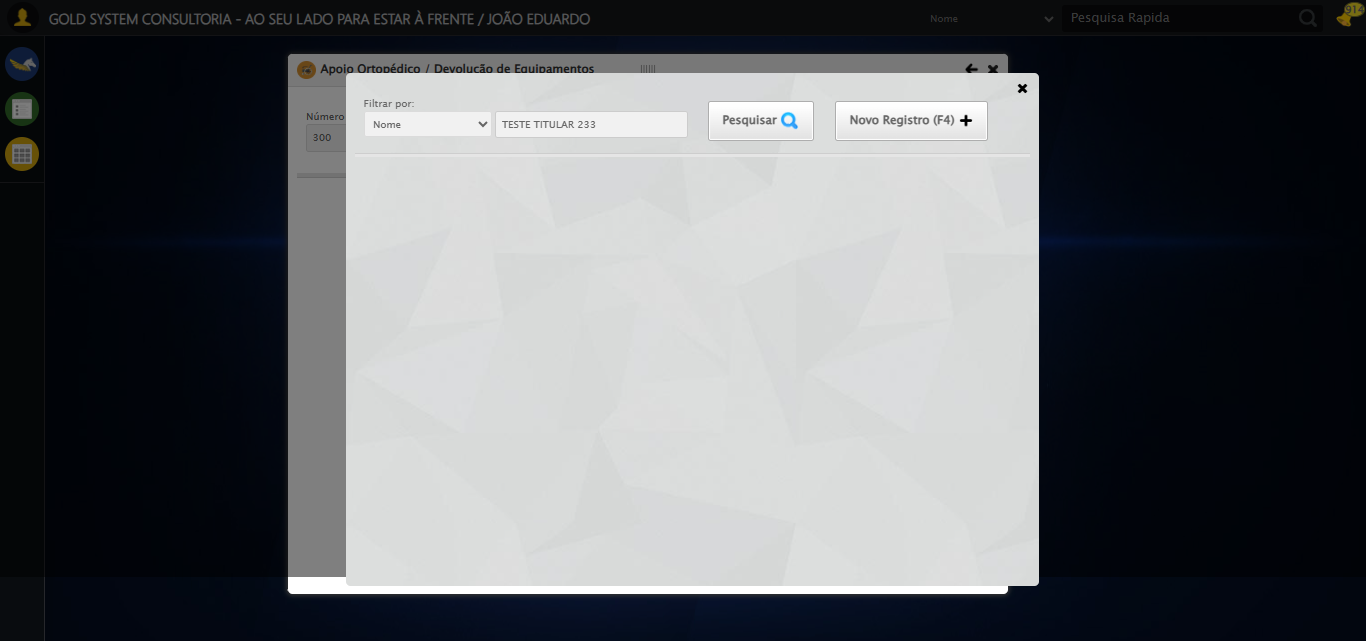 GOLD SYSTEM CONSULTORIA - AO SEU LADO PARA ESTAR À FRENTE / JOÃO EDUARDO
Nome
Pesquisa Rapida
914
Apoio Ortopédico / Devolução de Equipamentos
Número
300
Filtrar por:
Nome
TESTE TITULAR 233
Pesquisar
Novo Registro (F4)